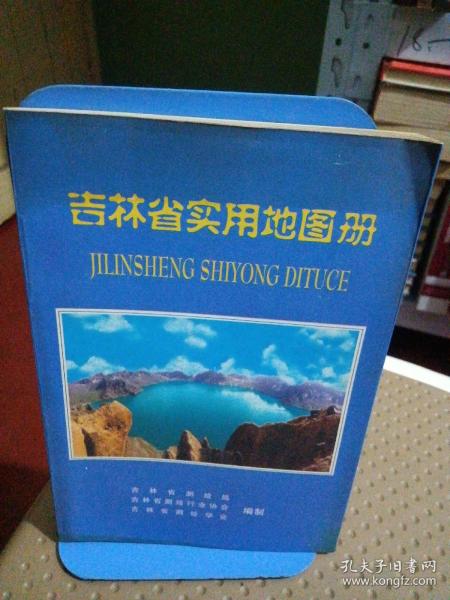 吉林省实用地图册
JILINSHENG SHIYONG DITUCE
吉林省测绘局
吉林省测绘行业协会
吉林省测绘学会
编制
18.-
孔夫子旧书网
www.kongfz.com